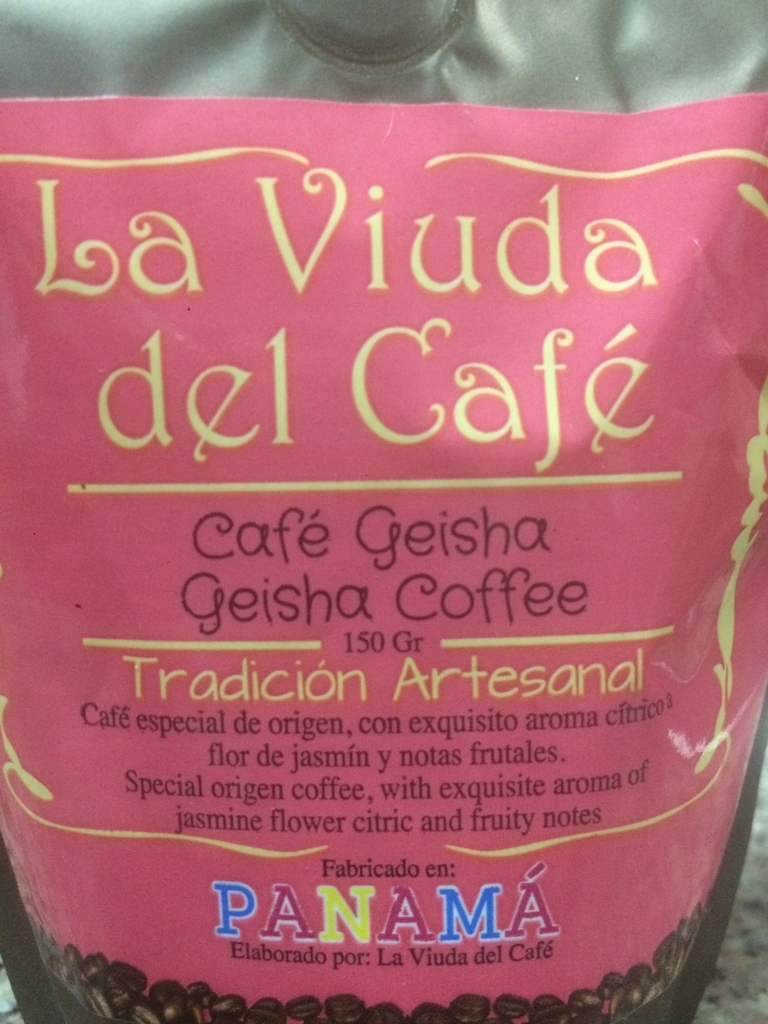 La Viuda
del Café
Café Geisha
Geisha Coffee
150 Gr
Tradición Artesanal
Café especial de origen, con exquisito aroma cítrico a
flor de jasmín y notas frutales.
Special origen coffee, with exquisite aroma of
jasmine flower citric and fruity notes
Fabricado en:
PANAMÁ
Elaborado por: La Viuda del Café